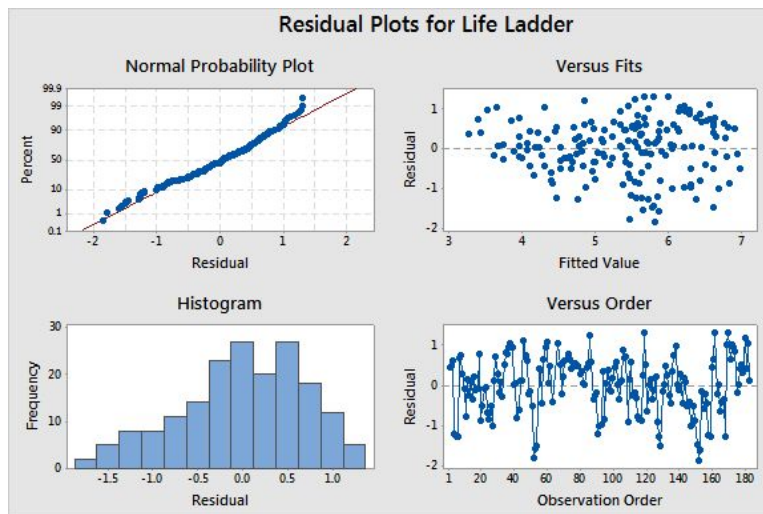 Residual Plots for Life Ladder
Normal Probability Plot
99.9
99
90
50
10
1
0.1
Percent
-2 -1 0 1 2
Residual
Versus Fits
1
0
-1
-2
Residual
3 4 5 6 7
Fitted Value
Histogram
30
20
10
0
Frequency
-1.5 -1.0 -0.5 0.0 0.5 1.0
Residual
Versus Order
1
0
-1
-2
Residual
1 20 40 60 80 100 120 140 160 180
Observation Order